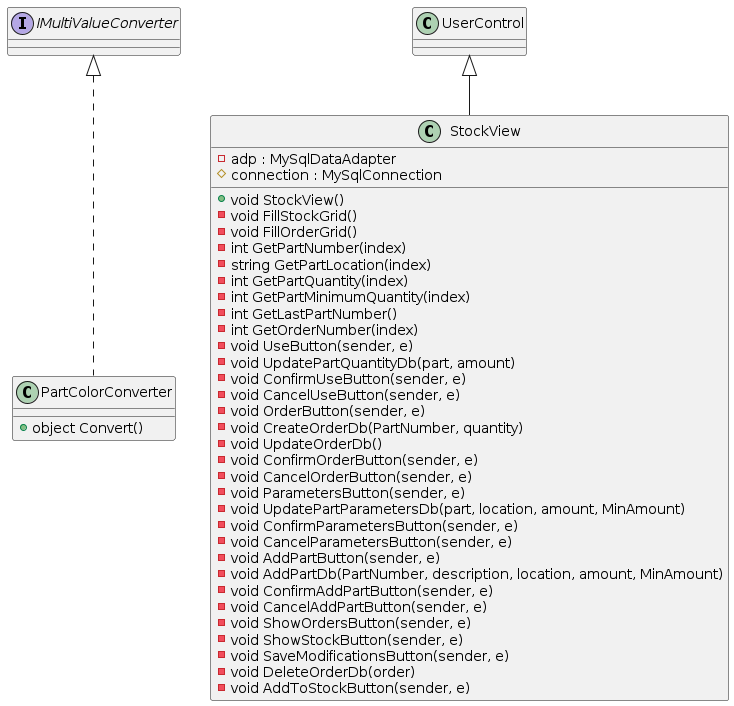 I IMultiValueConverter
C UserControl
C StockView
adp : MySqlDataAdapter
connection : MySqlConnection
void StockView()
void FillStockGrid()
void FillOrderGrid()
int GetPartNumber(index)
string GetPartLocation(index)
int GetPartQuantity(index)
int GetPartMinimumQuantity(index)
int GetLastPartNumber()
int GetOrderNumber(index)
void UseButton(sender, e)
void UpdatePartQuantityDb(part, amount)
void ConfirmUseButton(sender, e)
void CancelUseButton(sender, e)
void OrderButton(sender, e)
void CreateOrderDb(PartNumber, quantity)
void UpdateOrderDb()
void ConfirmOrderButton(sender, e)
void CancelOrderButton(sender, e)
void ParametersButton(sender, e)
void UpdatePartParametersDb(part, location, amount, MinAmount)
void ConfirmParametersButton(sender, e)
void CancelParametersButton(sender, e)
void AddPartButton(sender, e)
void AddPartDb(PartNumber, description, location, amount, MinAmount)
void ConfirmAddPartButton(sender, e)
void CancelAddPartButton(sender, e)
void ShowOrdersButton(sender, e)
void ShowStockButton(sender, e)
void SaveModificationsButton(sender, e)
void DeleteOrderDb(order)
void AddToStockButton(sender, e)
C PartColorConverter
object Convert()